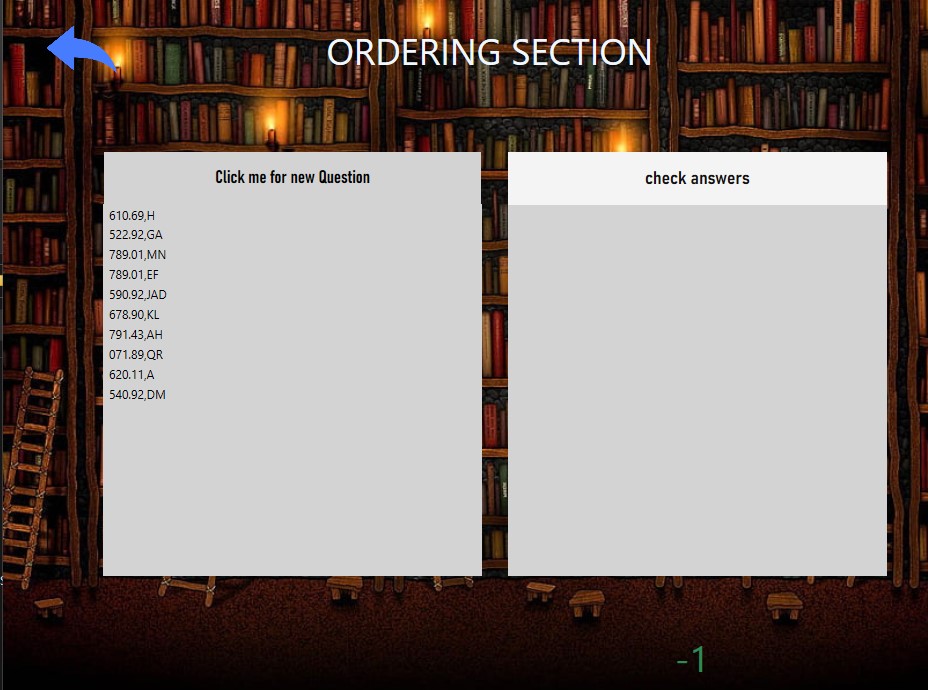 ORDERING SECTION
Click me for new Question
610.69,H
522.92,GA
789.01,MN
789.01,EF
590.92,JAD
678.90,KL
791.43,AH
071.89,QR
620.11,A
540.92,DM
check answers
-1